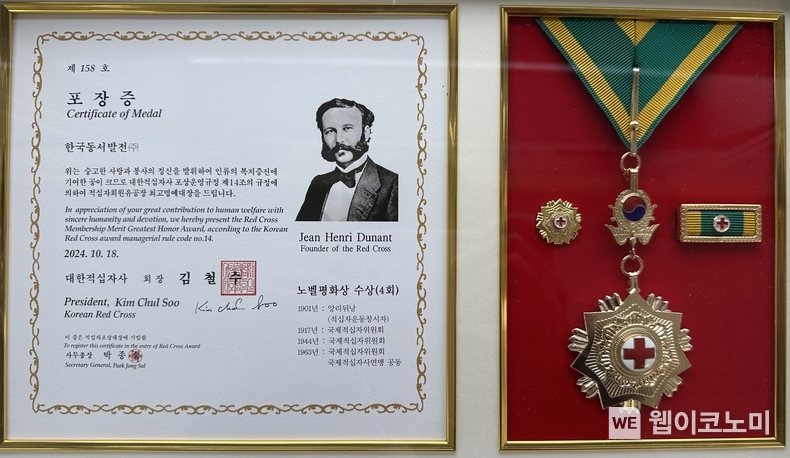 제 158 호
포 장 증
Certificate of Medal
한국동서발전㈜
위는 숭고한 사랑과 봉사의 정신을 발휘하여 인류의 복지증진에
기여한 공이 크므로 대한적십자사 포상운영규정 제14조의 규정에
의하여 적십자회원유공장 최고명예대장을 드립니다.
In appreciation of your great contribution to human welfare with
sincere humanity and devotion, we hereby present the Red Cross
Membership Merit Greatest Honor Award, according to the Korean
Red Cross award managerial rule code no.14.
2024. 10. 18.
대한적십자사 회장 김 철 수
President, Kim Chul Soo
Korean Red Cross
Kim Chul Soo
이 깊은 적십자포상대장에 기입함
To register this certificate in the entry of Red Cross Award
사무총장 박 종
Secretary General, Park Jong Sul
Jean Henri Dunant
Founder of the Red Cross
노벨평화상 수상(4회)
1901년 : 앙리뒤낭
(적십자운동창시자)
1917년 : 국제적십자위원회
1944년 : 국제적십자위원회
1963년 : 국제적십자위원회
국제적십자사연맹 공동
WE 웹이코노미